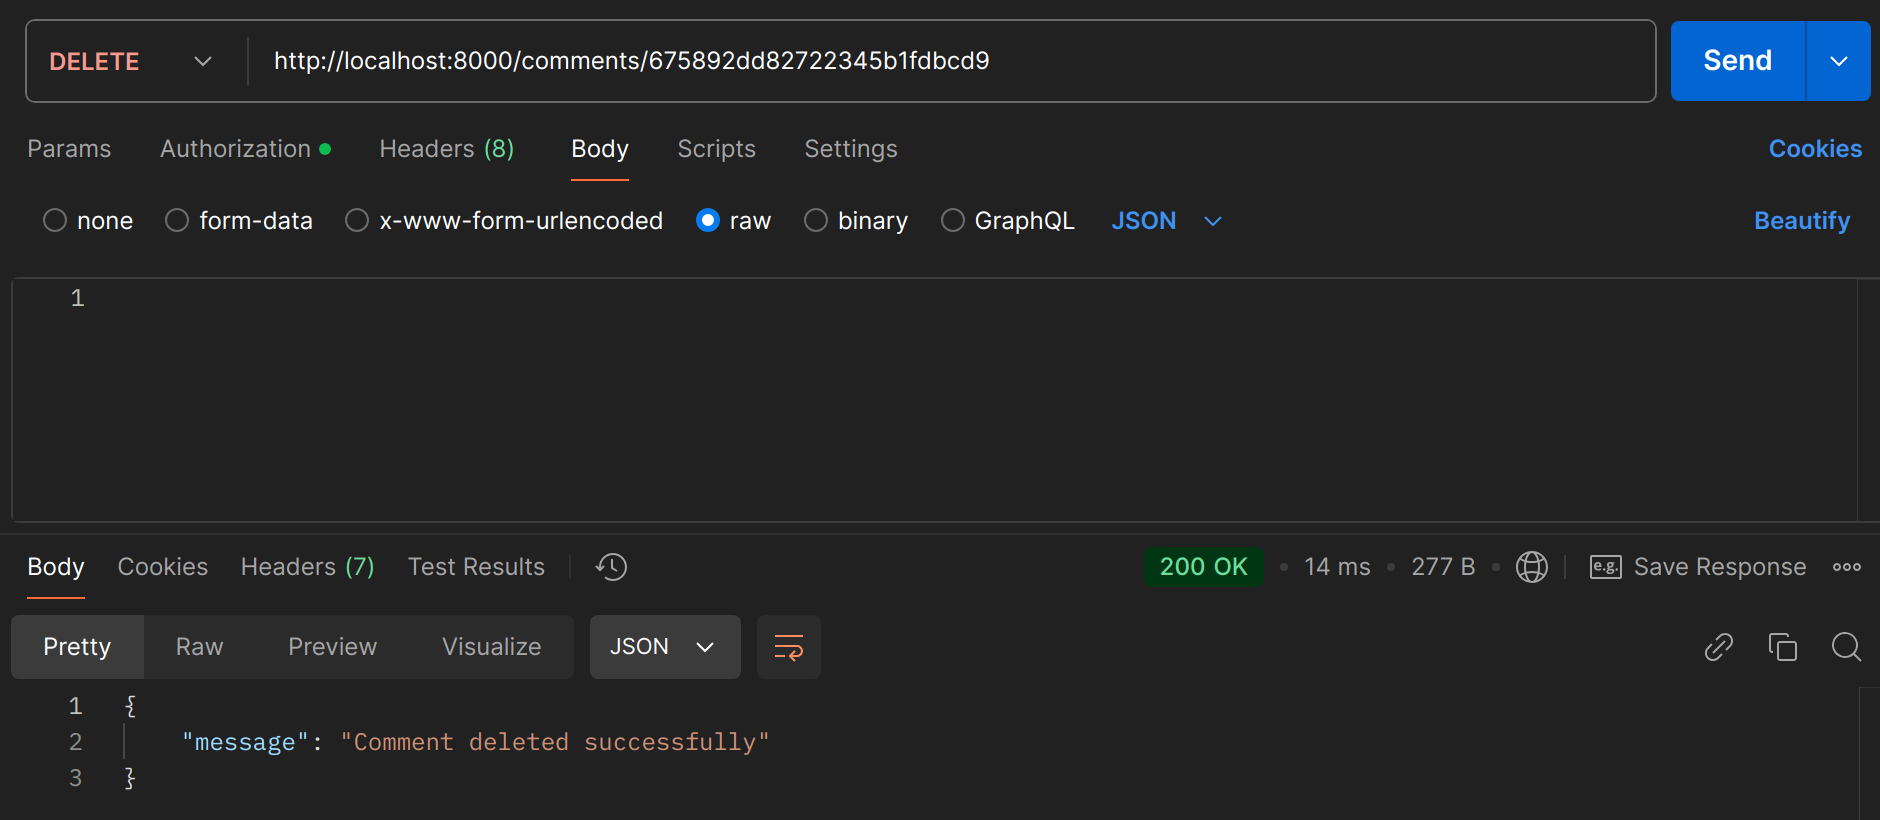 DELETE http://localhost:8000/comments/675892dd82722345b1fdbcd9 Send
Params Authorization Headers (8) Body Scripts Settings Cookies
none form-data x-www-form-urlencoded raw binary GraphQL JSON Beautify
1
Body Cookies Headers (7) Test Results 200 OK • 14 ms • 277 B • e.g. Save Response
Pretty Raw Preview Visualize JSON
1 {
2 "message": "Comment deleted successfully"
3 }